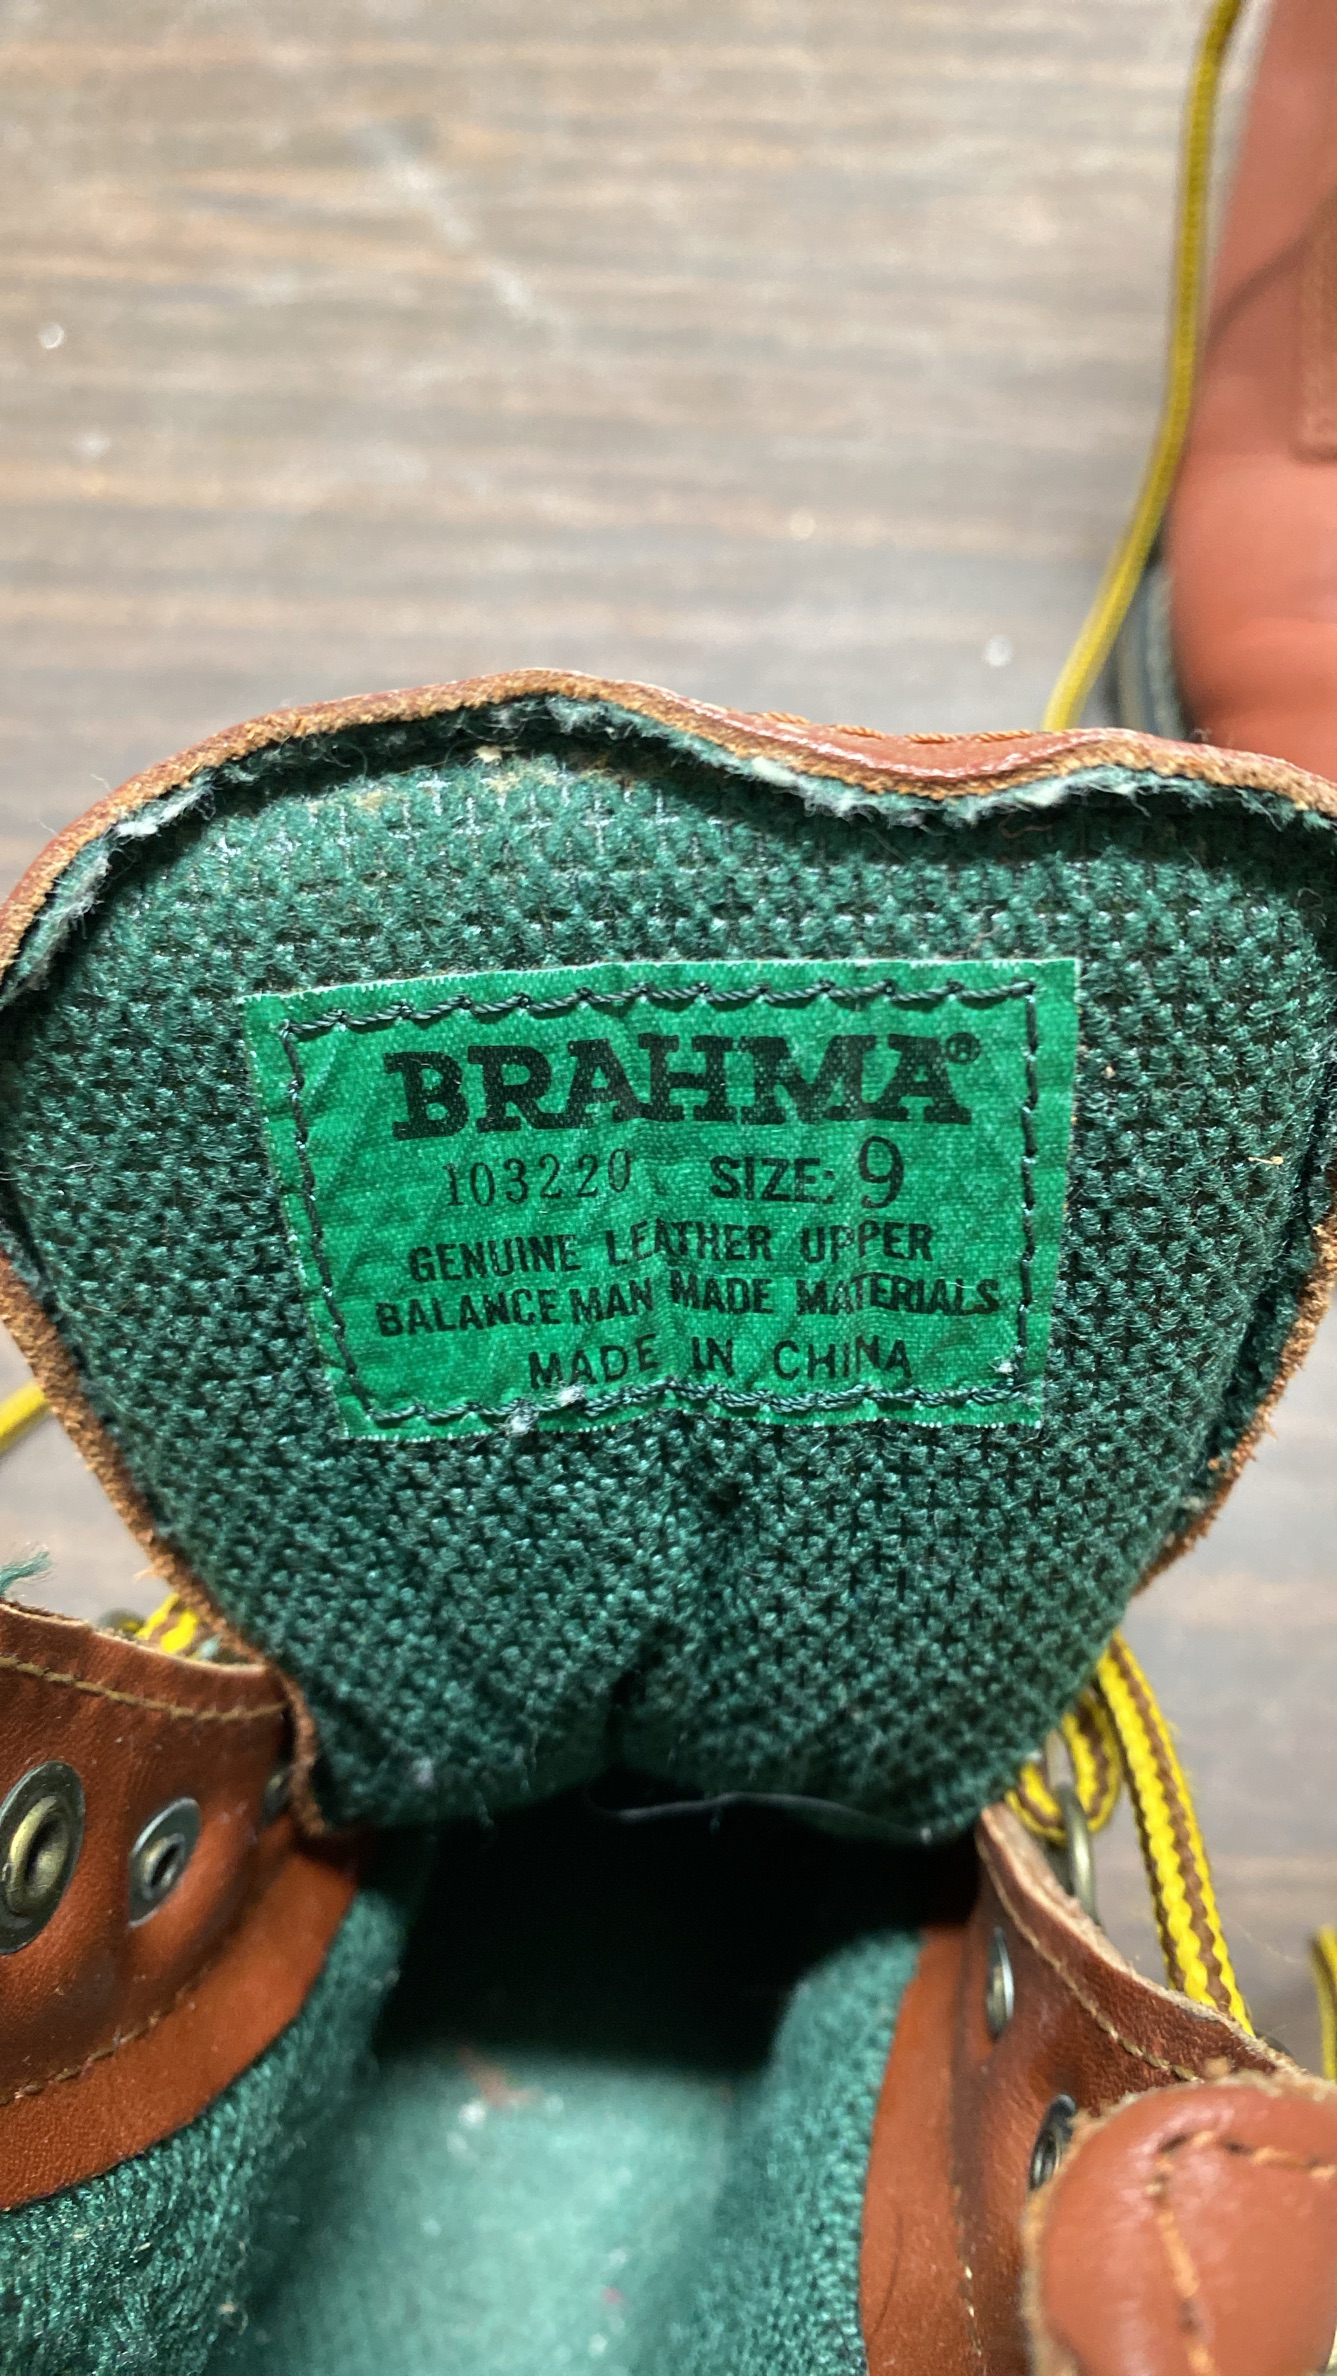 BRAHMA®
103220 SIZE: 9
GENUINE LEATHER UPPER
BALANCE MAN MADE MATERIALS
MADE IN CHINA